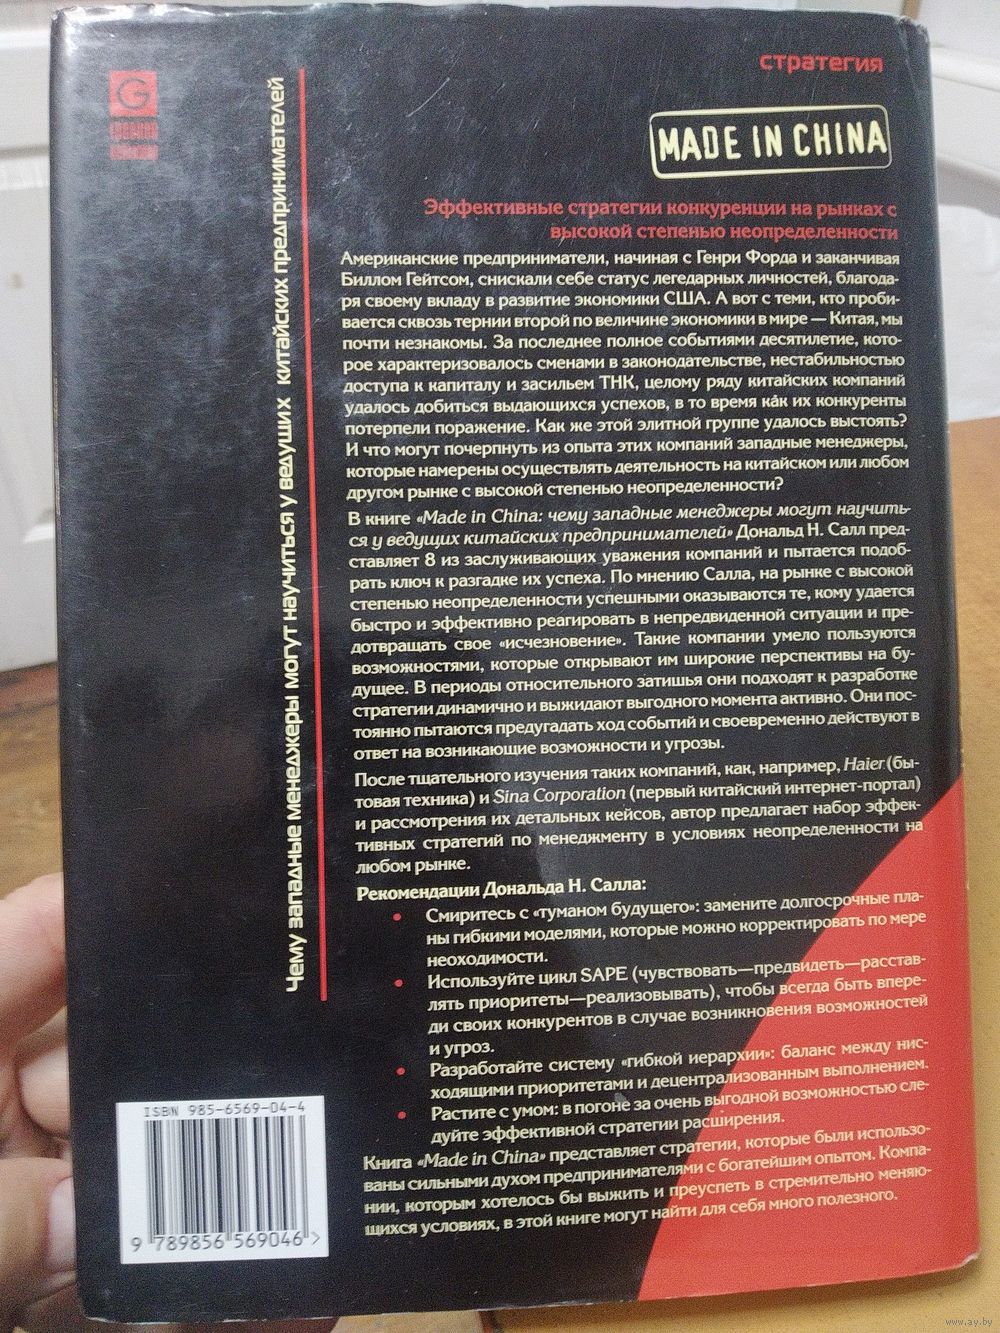 стратегия
MADE IN CHINA
G
Чему западные менеджеры могут научиться у ведущих китайских предпринимателей
Эффективные стратегии конкуренции на рынках с
высокой степенью неопределенности
Американские предприниматели, начиная с Генри Форда и заканчивая
Биллом Гейтсом, снискали себе статус легендарных личностей, благода-
ря своему вкладу в развитие экономики США. А вот с теми, кто проби-
вается сквозь тернии второй по величине экономики в мире — Китая, мы
почти незнакомы. За последнее полное событиями десятилетие, кото-
рое характеризовалось сменами в законодательстве, нестабильностью
доступа к капиталу и засильем ТНК, целому ряду китайских компаний
удалось добиться выдающихся успехов, в то время как их конкуренты
потерпели поражение. Как же этой элитной группе удалось выстоять?
И что могут почерпнуть из опыта этих компаний западные менеджеры,
которые намерены осуществлять деятельность на китайском или любом
другом рынке с высокой степенью неопределенности?
В книге «Made in China: чему западные менеджеры могут научить-
ся у ведущих китайских предпринимателей» Дональд Н. Салл пред-
ставляет 8 из заслуживающих уважения компаний и пытается подоб-
рать ключ к разгадке их успеха. По мнению Салла, на рынке с высокой
степенью неопределенности успешными оказываются те, кому удается
быстро и эффективно реагировать в непредвиденной ситуации и пре-
дотвращать свое «исчезновение». Такие компании умело пользуются
возможностями, которые открывают им широкие перспективы на бу-
дущее. В периоды относительного затишья они подходят к разработке
стратегии динамично и выжидают выгодного момента активно. Они пос-
тоянно пытаются предугадать ход событий и своевременно действуют в
ответ на возникающие возможности и угрозы.
После тщательного изучения таких компаний, как, например, Haier (бы-
товая техника) и Sina Corporation (первый китайский интернет-портал)
и рассмотрения их детальных кейсов, автор предлагает набор эффек-
тивных стратегий по менеджменту в условиях неопределенности на
любом рынке.
Рекомендации Дональда Н. Салла:
• Смиритесь с «туманом будущего»: замените долгосрочные пла-
ны гибкими моделями, которые можно корректировать по мере
неоходимости.
• Используйте цикл SAPE (чувствовать—предвидеть—расстав-
лять приоритеты—реализовывать), чтобы всегда быть впере-
ди своих конкурентов в случае возникновения возможностей
и угроз.
• Разработайте систему «гибкой иерархии»: баланс между нис-
ходящими приоритетами и децентрализованным выполнением.
• Растите с умом: в погоне за очень выгодной возможностью сле-
дуйте эффективной стратегии расширения.
Книга «Made in China» представляет стратегии, которые были использо-
ваны сильными духом предпринимателями с богатейшим опытом. Компа-
нии, которым хотелось бы выжить и преуспеть в стремительно меняю-
щихся условиях, в этой книге могут найти для себя много полезного.
ISBN 985-6569-04-4
9 789856 569046 >
www.ay.by